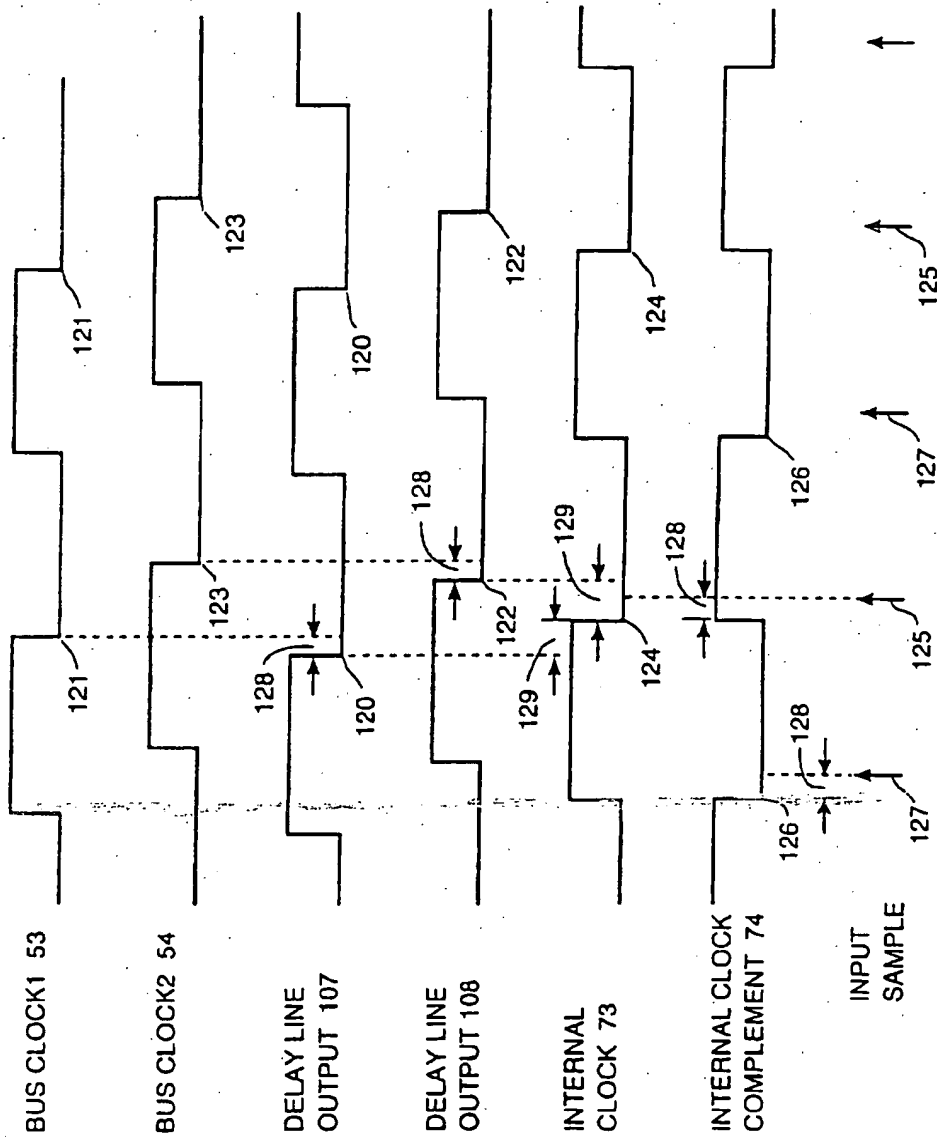 BUS CLOCK1 53
121
121
BUS CLOCK2 54
123
123
DELAY LINE
OUTPUT 107
128
120
120
DELAY LINE
OUTPUT 108
128
122
122
INTERNAL
CLOCK 73
129
129
124
124
INTERNAL CLOCK
COMPLEMENT 74
128
126
128
126
INPUT
SAMPLE
127
125
127
125